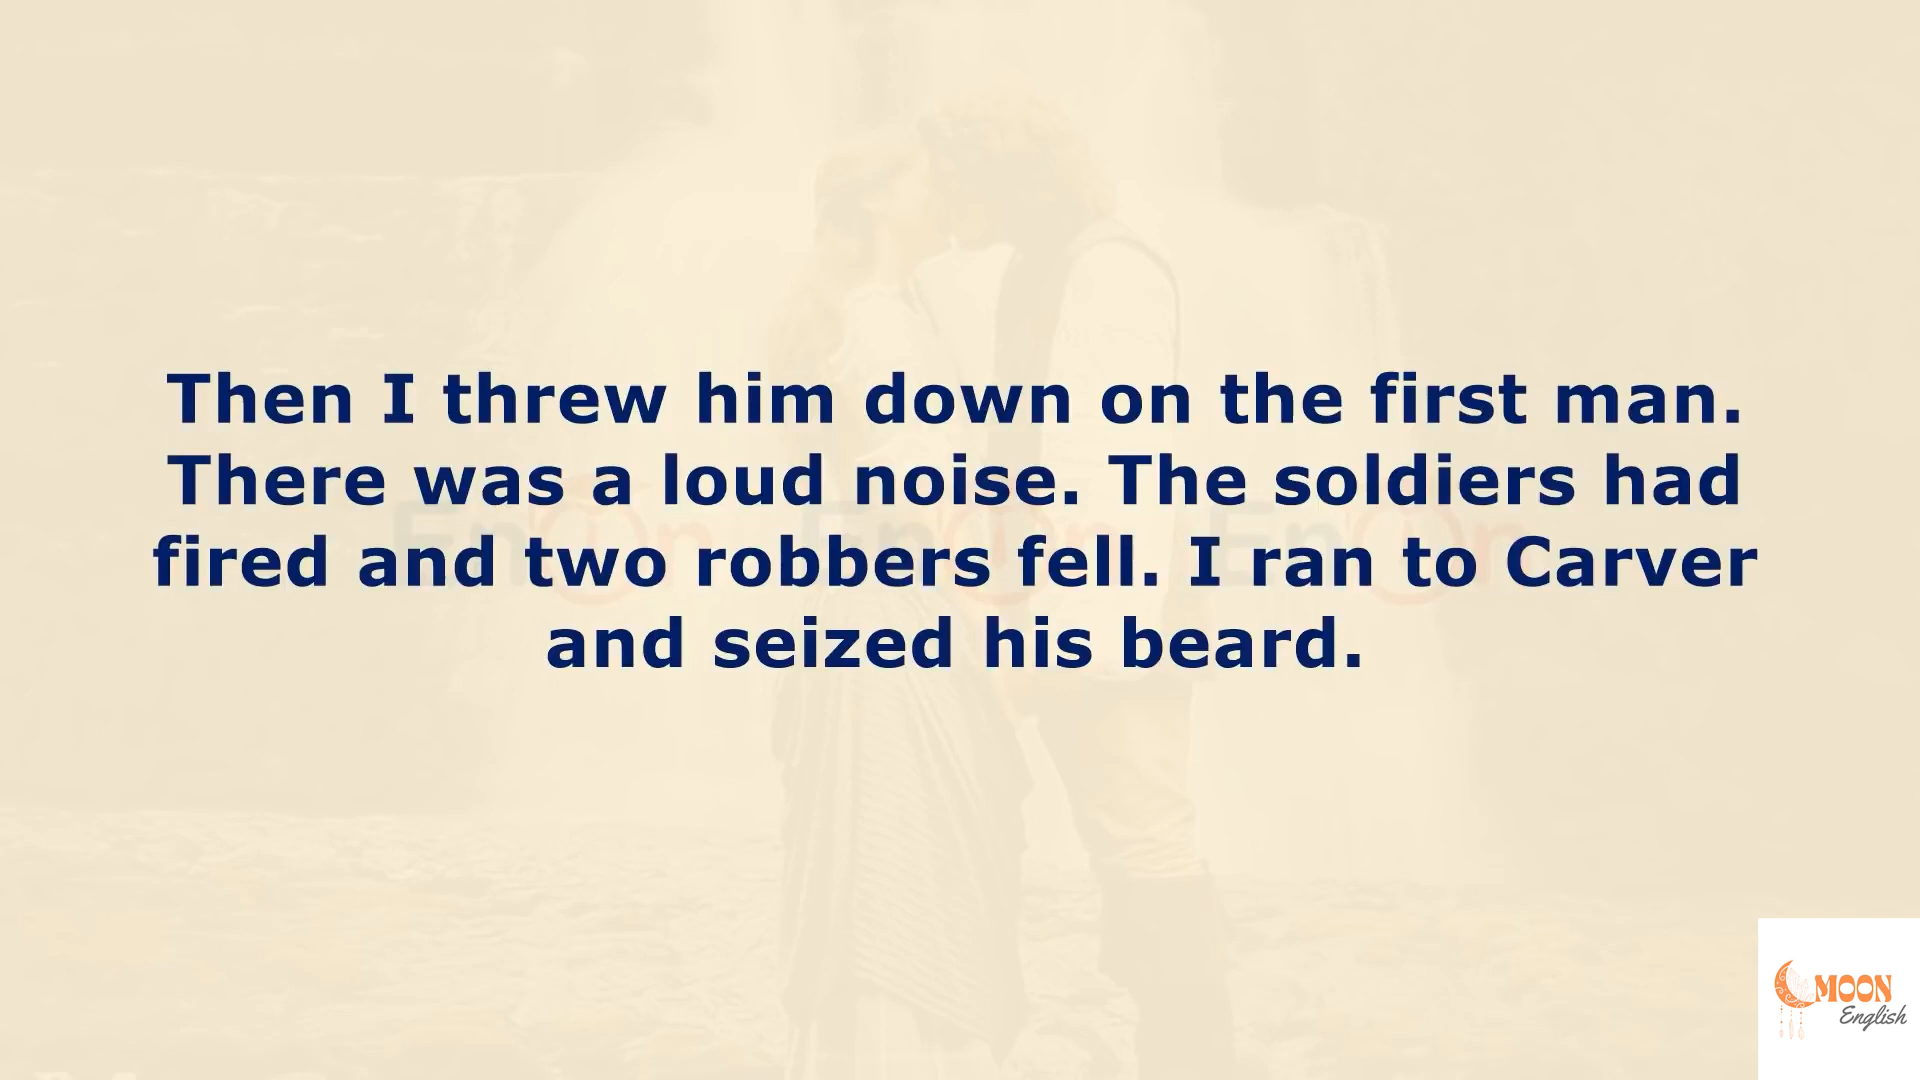 Then I threw him down on the first man.
There was a loud noise. The soldiers had
fired and two robbers fell. I ran to Carver
and seized his beard.
MOON
English